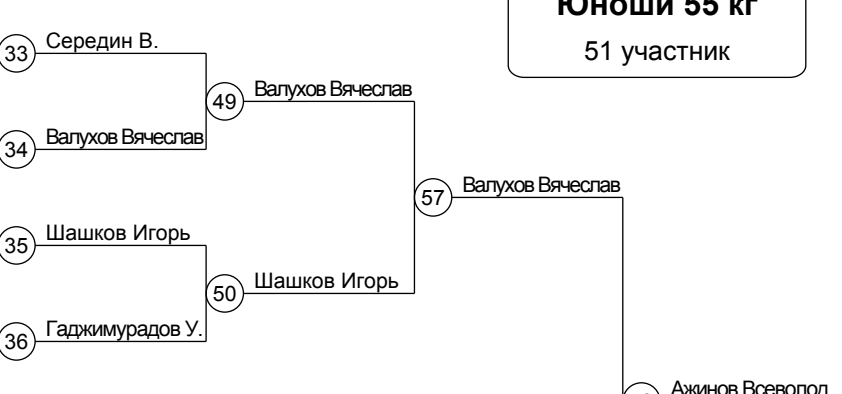 Юноши 55 кг
51 участник
33 Середин В.
49 Валухов Вячеслав
34 Валухов Вячеслав
57 Валухов Вячеслав
35 Шашков Игорь
50 Шашков Игорь
36 Гаджимурадов У.
Ажинов Всеволод